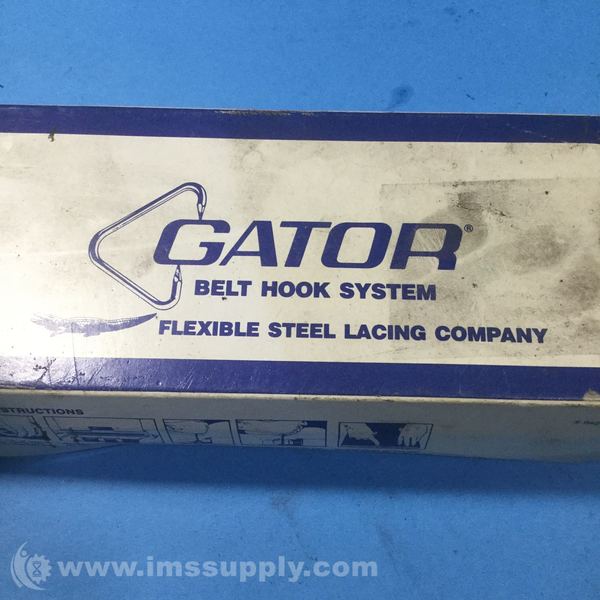 GATOR®
BELT HOOK SYSTEM
FLEXIBLE STEEL LACING COMPANY
STRUCTIONS
www.imssupply.com